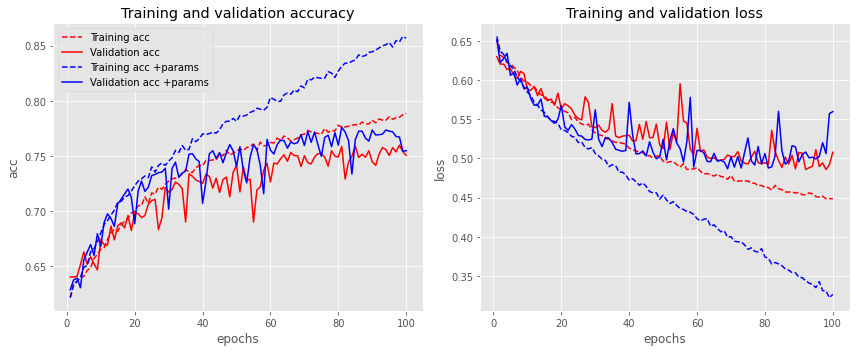 Training and validation accuracy
Training acc
Validation acc
Training acc +params
Validation acc +params
acc
0.85
0.80
0.75
0.70
0.65
0
20
40
60
80
100
epochs
Training and validation loss
loss
0.65
0.60
0.55
0.50
0.45
0.40
0.35
0
20
40
60
80
100
epochs